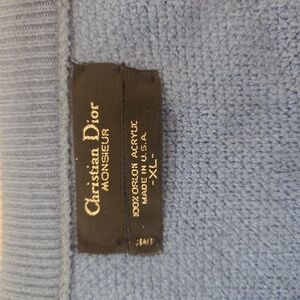 Christian Dior
MONSIEUR
100% ORLON ACRYLIC
MADE IN U.S.A.
-XL-